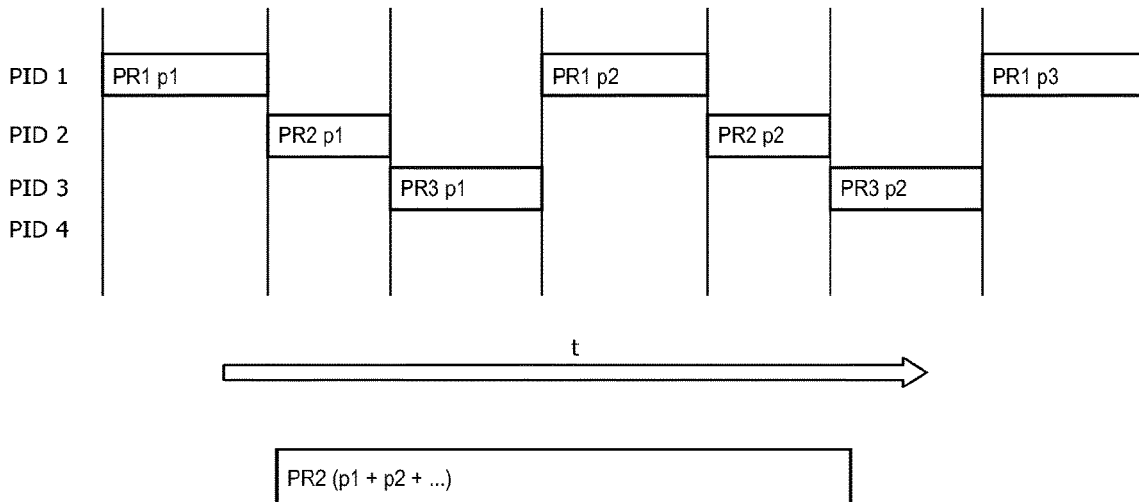 PID 1 PR1 p1 PR1 p2 PR1 p3
PID 2 PR2 p1 PR2 p2
PID 3 PR3 p1 PR3 p2
PID 4
t
PR2 (p1 + p2 + ...)